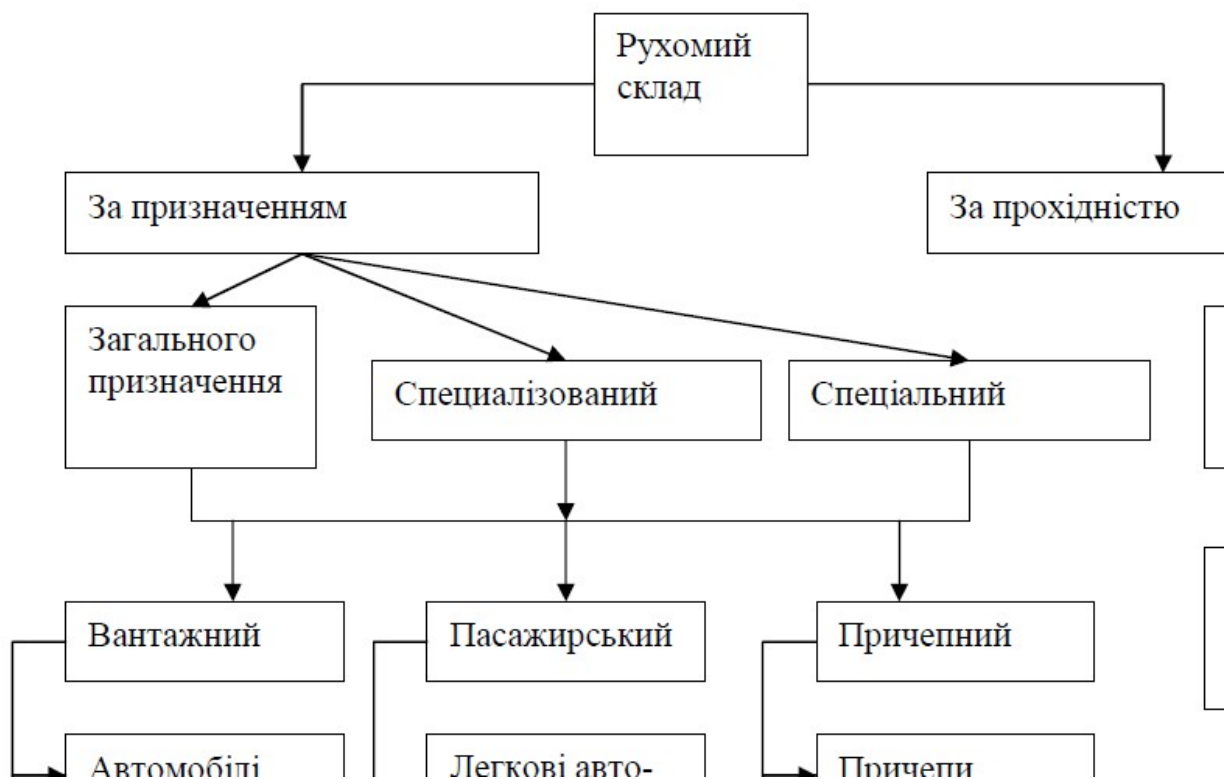 Рухомий
склад
За призначенням
За прохідністю
Загального
призначення
Специалізований
Спеціальний
Вантажний
Пасажирський
Причепний
Автомобілі
Легкові авто-
Причепи